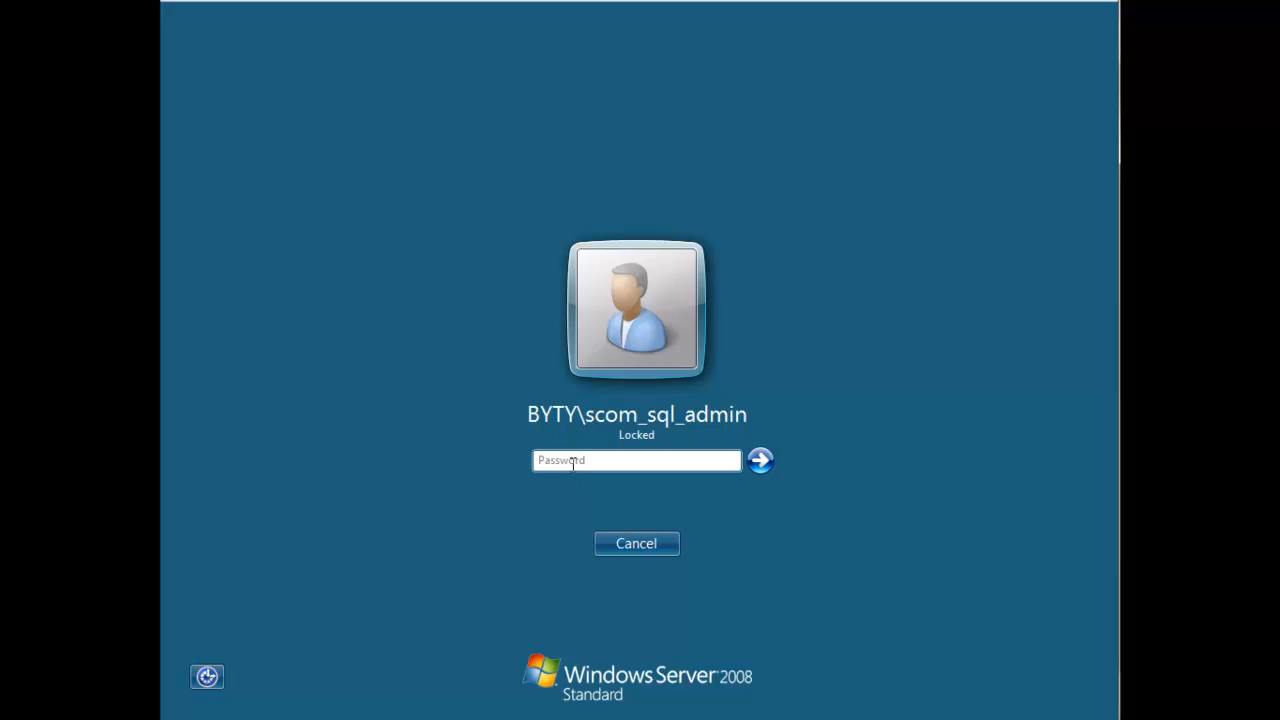 BYTY\scom_sql_admin
Locked
Password
Cancel
Windows Server 2008
Standard